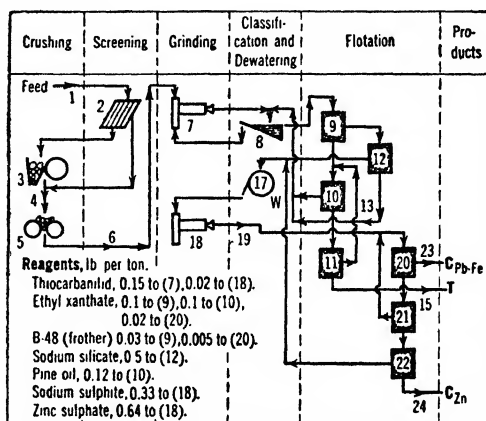 Crushing Screening Grinding Classifi-cation and Dewatering Flotation Pro-ducts
Feed
1
2
3
4
5
6
7
8
9
10
11
12
13
W
17
18
19
20
21
22
23
C Pb-Fe
T
15
C Zn
24
Reagents, lb per ton.
Thiocarbanilid, 0.15 to (7), 0.02 to (18).
Ethyl xanthate, 0.1 to (9), 0.1 to (10),
0.02 to (20).
B-48 (frother) 0.03 to (9), 0.005 to (20).
Sodium silicate, 0.5 to (12).
Pine oil, 0.12 to (10).
Sodium sulphite, 0.33 to (18).
Zinc sulphate, 0.64 to (18).